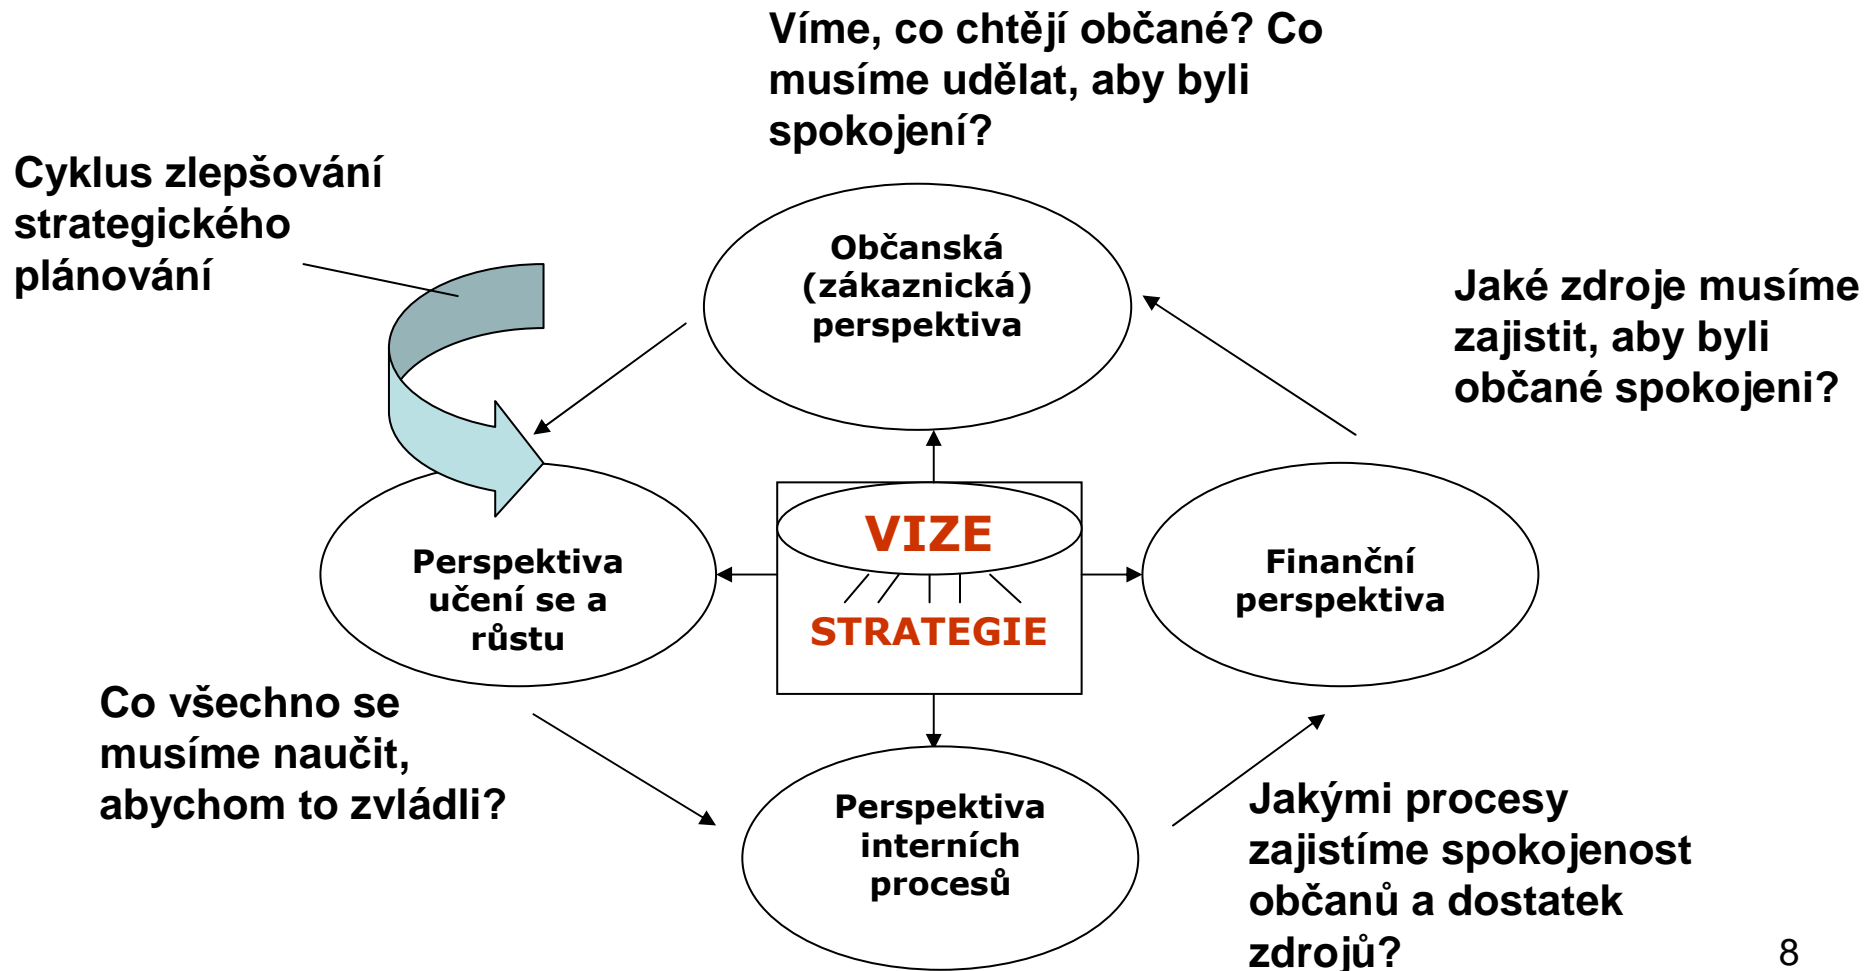 Víme, co chtějí občané? Co
musíme udělat, aby byli
spokojení?
Cyklus zlepšování
strategického
plánování
Občanská
(zákaznická)
perspektiva
Jaké zdroje musíme
zajistit, aby byli
občané spokojeni?
VIZE
STRATEGIE
Perspektiva
učení se a
růstu
Finanční
perspektiva
Co všechno se
musíme naučit,
abychom to zvládli?
Perspektiva
interních
procesů
Jakými procesy
zajistíme spokojenost
občanů a dostatek
zdrojů?
8